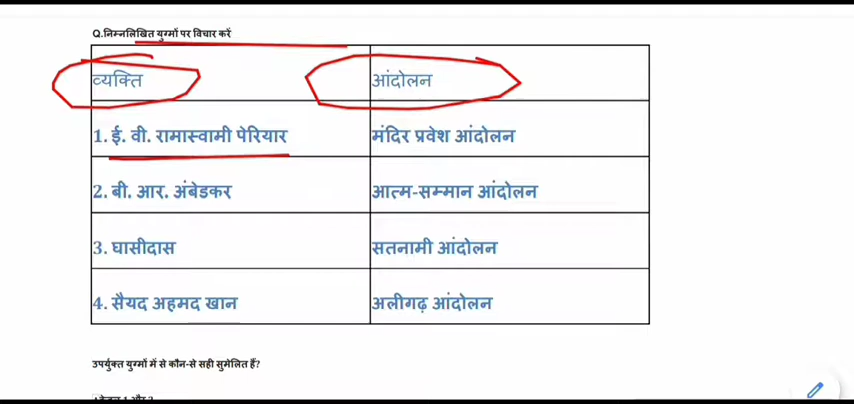 Q.निम्नलिखित युग्मों पर विचार करें
व्यक्ति आंदोलन
1. ई. वी. रामास्वामी पेरियार मंदिर प्रवेश आंदोलन
2. बी. आर. अंबेडकर आत्म-सम्मान आंदोलन
3. घासीदास सतनामी आंदोलन
4. सैयद अहमद खान अलीगढ़ आंदोलन
उपर्युक्त युग्मों में से कौन-से सही सुमेलित हैं?